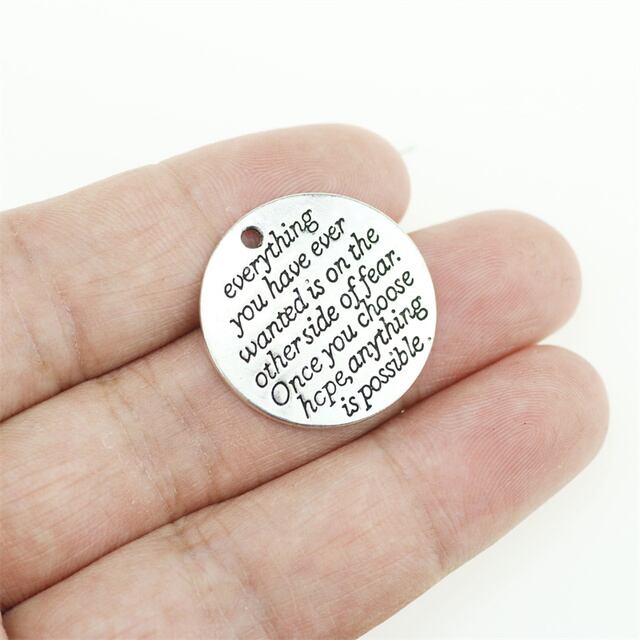 everything
you have ever
wanted is on the
other side of fear.
Once you choose
hope, anything
is possible.